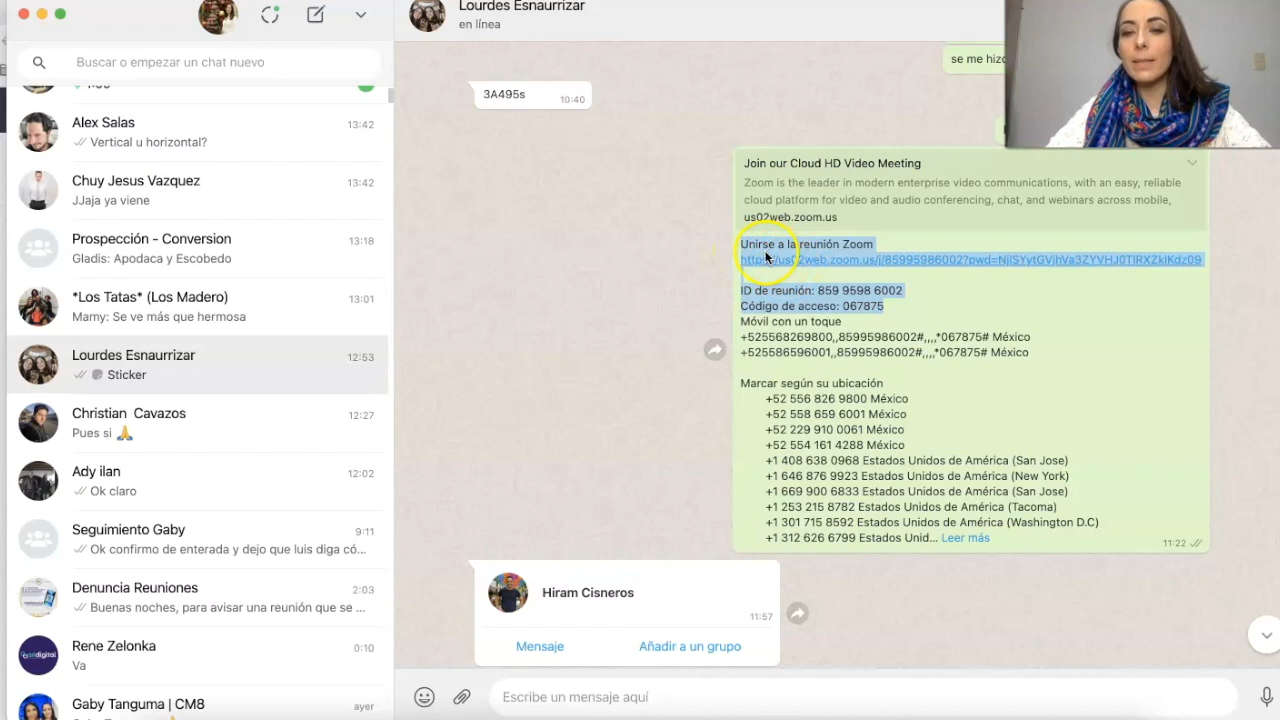 Buscar o empezar un chat nuevo
Alex Salas
13:42
Vertical u horizontal?
Chuy Jesus Vazquez
13:42
JJaja ya viene
Prospección - Conversion
13:18
Gladis: Apodaca y Escobedo
*Los Tatas* (Los Madero)
13:01
Mamy: Se ve más que hermosa
Lourdes Esnaurrizar
12:53
Sticker
Christian Cavazos
12:27
Pues si 🙏
Ady ilan
12:02
Ok claro
Seguimiento Gaby
9:11
Ok confirmo de enterada y dejo que luis diga có...
Denuncia Reuniones
2:03
Buenas noches, para avisar una reunión que se ...
Rene Zelonka
0:10
Va
Gaby Tanguma | CM8
ayer
Lourdes Esnaurrizar
en línea
se me hizo
3A495s
10:40
Join our Cloud HD Video Meeting
Zoom is the leader in modern enterprise video communications, with an easy, reliable
cloud platform for video and audio conferencing, chat, and webinars across mobile,
us02web.zoom.us
Unirse a la reunión Zoom
ID de reunión: 859 9598 6002
Código de acceso: 067875
Móvil con un toque
+525568269800,,85995986002#,,,,*067875# México
+525586596001,,85995986002#,,,,*067875# México
Marcar según su ubicación
+52 556 826 9800 México
+52 558 659 6001 México
+52 229 910 0061 México
+52 554 161 4288 México
+1 408 638 0968 Estados Unidos de América (San Jose)
+1 646 876 9923 Estados Unidos de América (New York)
+1 669 900 6833 Estados Unidos de América (San Jose)
+1 253 215 8782 Estados Unidos de América (Tacoma)
+1 301 715 8592 Estados Unidos de América (Washington D.C)
+1 312 626 6799 Estados Unid... Leer más
11:22
Hiram Cisneros
11:57
Mensaje
Añadir a un grupo
Escribe un mensaje aquí